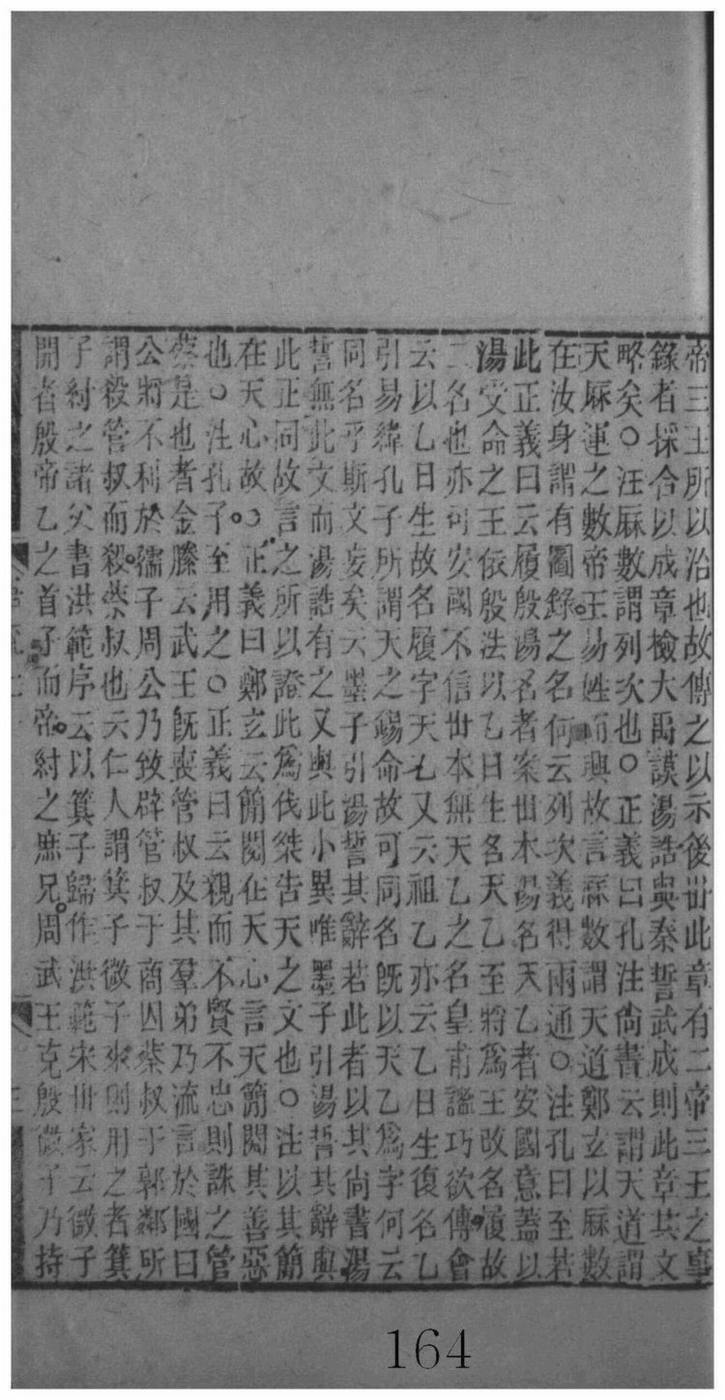 帝三王所以治也故傳之以示後世此章有二帝三王之事
錄者採合以成章檢大禹謨湯誥與泰誓武成則此章其文
略矣○注厤數謂列次也○正義曰孔注尙書云謂天道謂
天厤運之數帝王易姓而興故言厤數謂天道鄭玄以厤數
在汝身謂有圖錄之名何云列次義得兩通○注孔曰至若
此正義曰云履殷湯名者案世本湯名天乙者安國意蓋以
湯受命之王依殷法以乙日生名天乙至將爲王改名履故
二名也亦可安國不信世本無天乙之名皇甫謐巧欲傳會
云以乙日生故名履字天乙又云祖乙亦云乙日生復名乙
引易緯孔子所謂天之錫命故可同名旣以天乙爲字何云
同名乎斯文妄矣云墨子引湯誓其辭若此者以其尙書湯
誓無此文而湯誥有之又與此小異唯墨子引湯誓其辭與
此正同故言之所以證此爲伐桀告天之文也○注以其簡
在天心故○正義曰鄭玄云簡閱在天心言天簡閱其善惡
也○注孔子至用之○正義曰云親而不賢不忠則誅之管
蔡是也者金縢云武王旣喪管叔及其羣弟乃流言於國曰
公將不利於孺子周公乃致辟管叔于商囚蔡叔于郭鄰所
謂殺管叔而殺蔡叔也云仁人謂箕子微子來則用之者箕
子紂之諸父書洪範序云以箕子歸作洪範宋世家云微子
開者殷帝乙之首子而帝紂之庶兄周武王克殷微子乃持
164